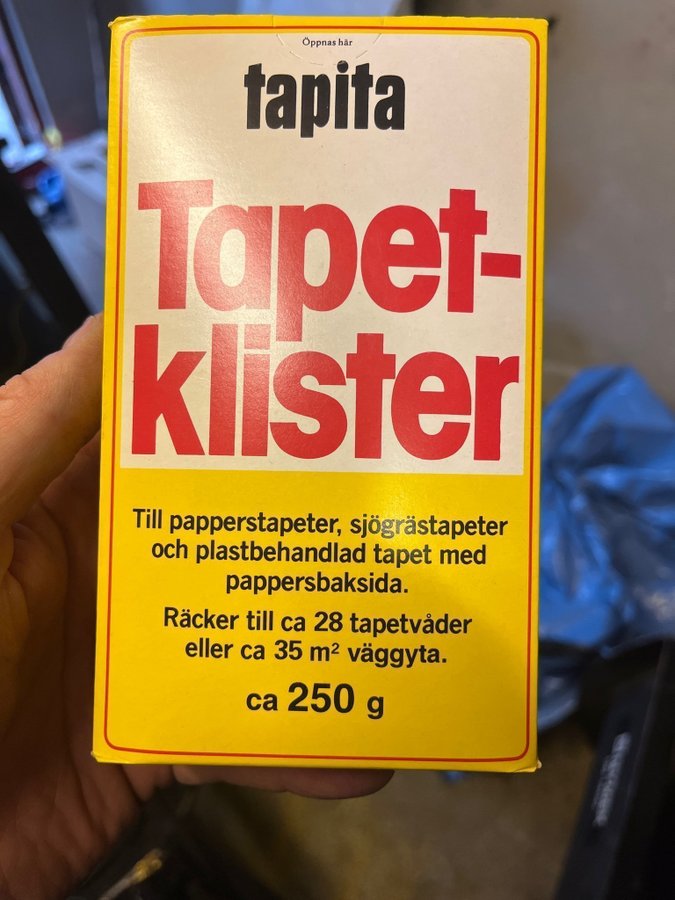 Öppnas här
tapita
Tapet-
klister
Till papperstapeter, sjögrästapeter
och plastbehandlad tapet med
pappersbaksida.
Räcker till ca 28 tapetvåder
eller ca 35 m² väggyta.
ca 250 g